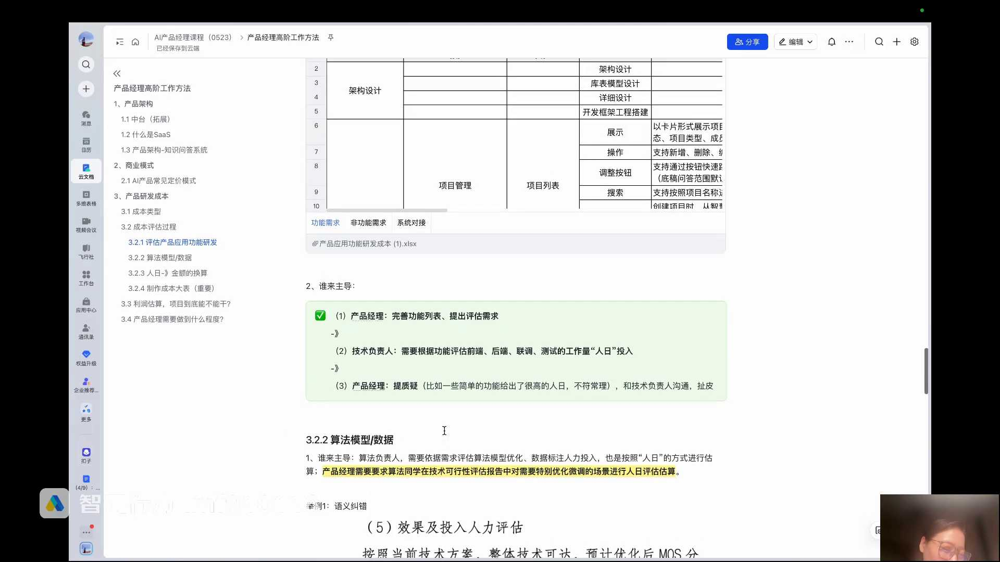 AI产品经理课程（0523） > 产品经理高阶工作方法
已经保存到云端
分享
编辑
消息
日历
云文档
多维表格
视频会议
飞行社
工作台
应用中心
通讯录
权益升级
企业推荐...
更多
扣子
(4/9)：...
产品经理高阶工作方法
1、产品架构
1.1 中台（拓展）
1.2 什么是SaaS
1.3 产品架构-知识问答系统
2、商业模式
2.1 AI产品常见定价模式
3、产品研发成本
3.1 成本类型
3.2 成本评估过程
3.2.1 评估产品应用功能研发
3.2.2 算法模型/数据
3.2.3 人日-》金额的换算
3.2.4 制作成本大表（重要）
3.3 利润估算，项目到底能不能干？
3.4 产品经理需要做到什么程度？
2 架构设计
3 库表模型设计
架构设计
4 详细设计
5 开发框架工程搭建
6 展示 以卡片形式展示项目
态、项目类型、成员
7 操作 支持新增、删除、编
8 调整按钮 支持通过按钮快速跳
（底稿问答范围默认
项目管理 项目列表
9 搜索 支持按照项目名称进
10 创建项目时，从智慧
功能需求 非功能需求 系统对接
产品应用功能研发成本 (1).xlsx
2、谁来主导：
（1）产品经理：完善功能列表、提出评估需求
-》
（2）技术负责人：需要根据功能评估前端、后端、联调、测试的工作量“人日”投入
-》
（3）产品经理：提质疑（比如一些简单的功能给出了很高的人日，不符常理），和技术负责人沟通，扯皮
3.2.2 算法模型/数据
1、谁来主导：算法负责人，需要依据需求评估算法模型优化、数据标注人力投入，也是按照“人日”的方式进行估
算；产品经理需要要求算法同学在技术可行性评估报告中对需要特别优化微调的场景进行人日评估估算。
举例1：语义纠错
（5）效果及投入人力评估
按照当前技术方案，整体技术可达，预计优化后 MOS 分
智